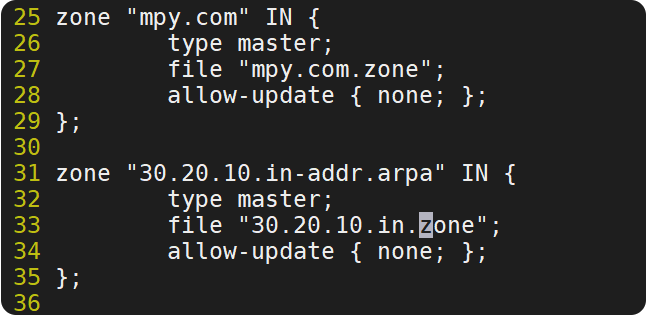 25 zone "mpy.com" IN {
26         type master;
27         file "mpy.com.zone";
28         allow-update { none; };
29 };
30
31 zone "30.20.10.in-addr.arpa" IN {
32         type master;
33         file "30.20.10.in.zone";
34         allow-update { none; };
35 };
36